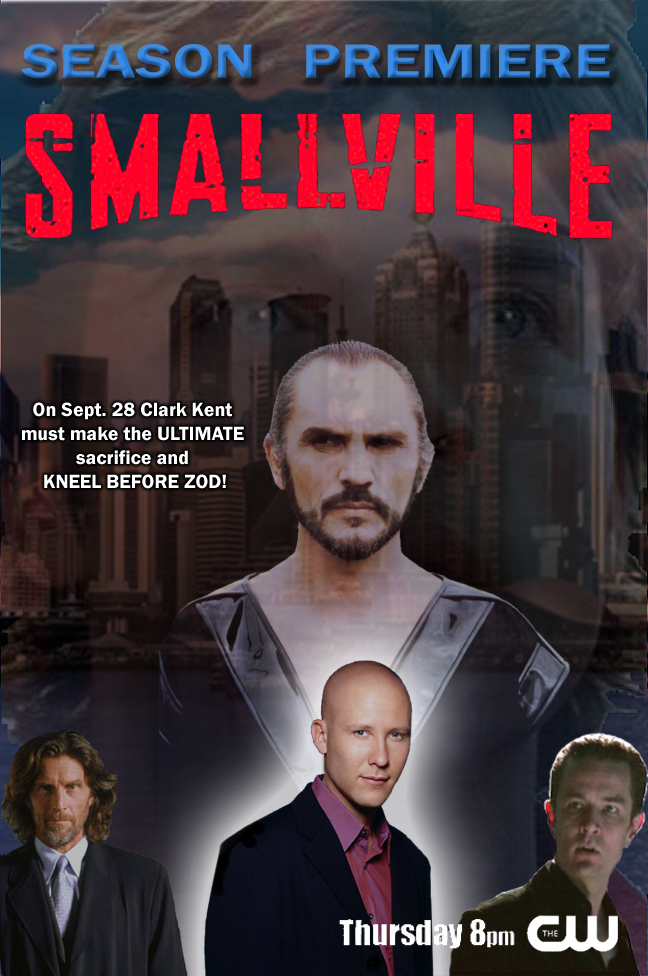 SEASON PREMIERE
SMALLVILLE
On Sept. 28 Clark Kent
must make the ULTIMATE
sacrifice and
KNEEL BEFORE ZOD!
Thursday 8pm THE CW